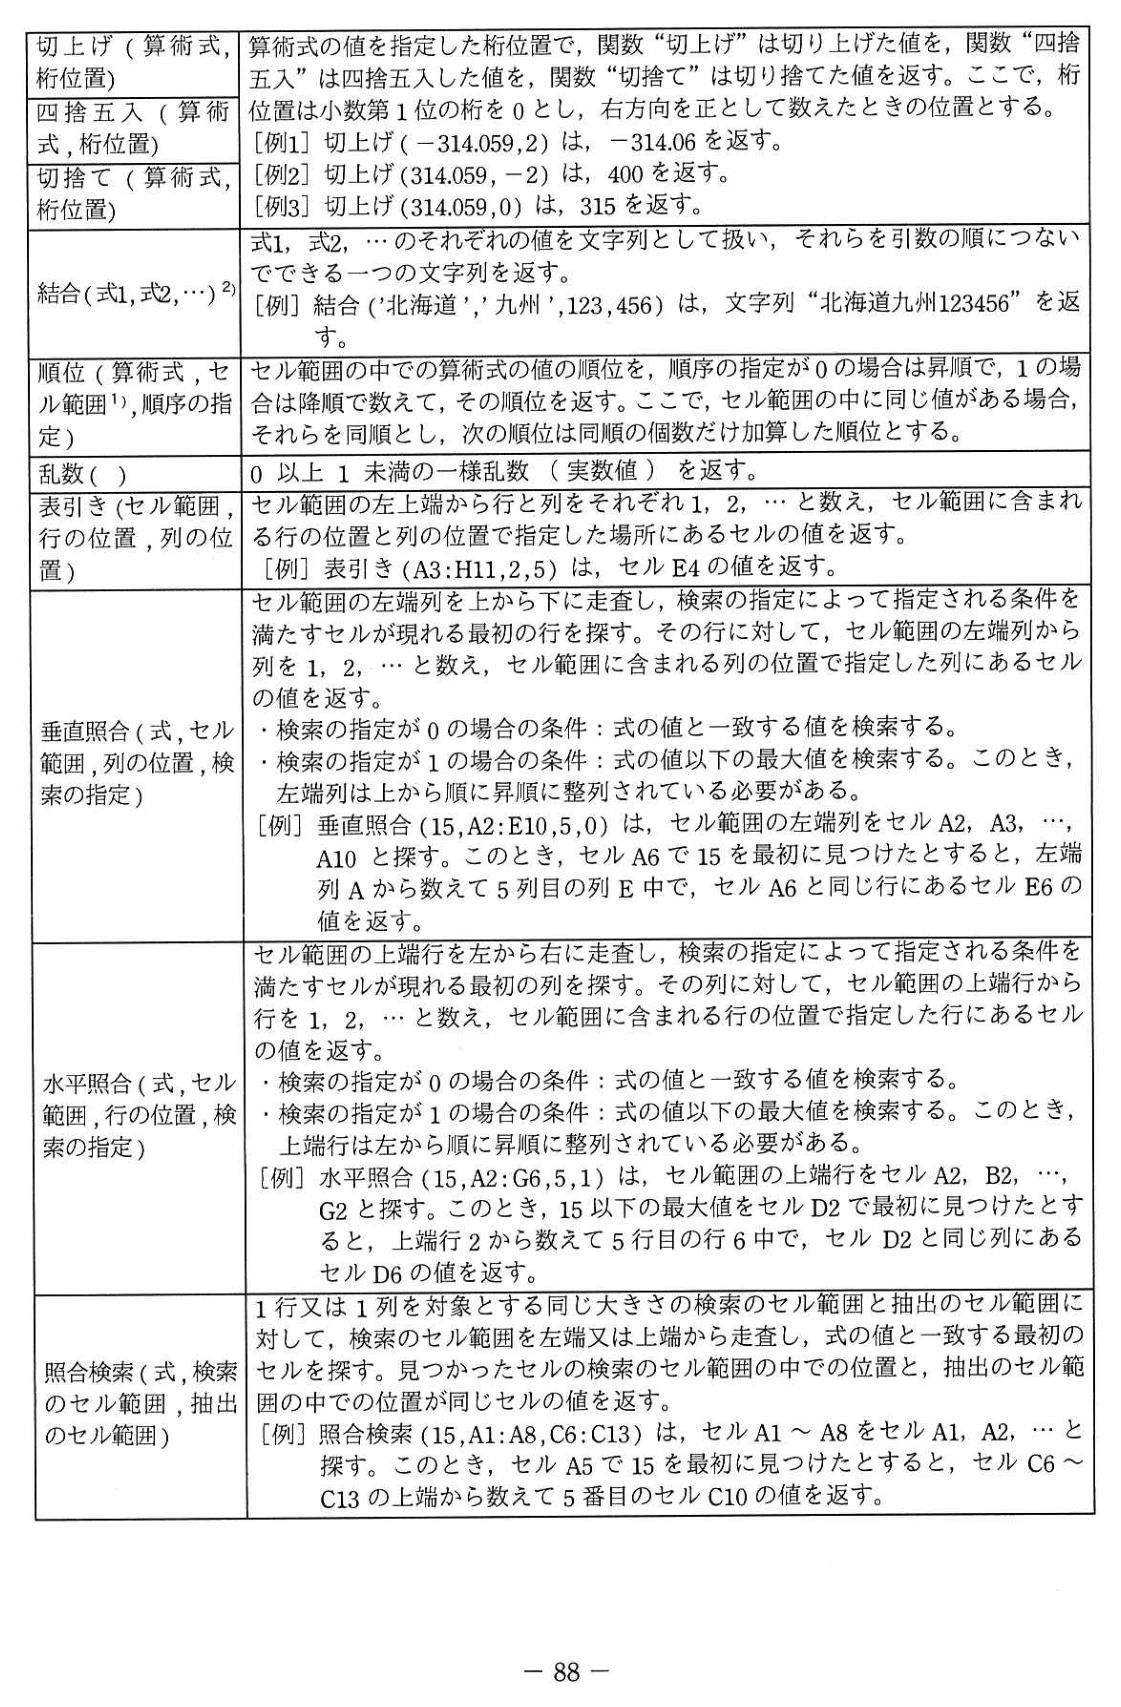 切上げ(算術式,
桁位置)
四捨五入(算術
式,桁位置)
切捨て(算術式,
桁位置)
算術式の値を指定した桁位置で，関数“切上げ”は切り上げた値を，関数“四捨
五入”は四捨五入した値を，関数“切捨て”は切り捨てた値を返す。ここで，桁
位置は小数第1位の桁を0とし，右方向を正として数えたときの位置とする。
［例1］切上げ(－314.059,2)は，－314.06を返す。
［例2］切上げ(314.059,－2)は，400を返す。
［例3］切上げ(314.059,0)は，315を返す。
結合(式1,式2,…)2)
式1，式2，…のそれぞれの値を文字列として扱い，それらを引数の順につない
でできる一つの文字列を返す。
［例］結合('北海道','九州',123,456)は，文字列“北海道九州123456”を返
す。
順位(算術式,セ
ル範囲1),順序の指
定)
セル範囲の中での算術式の値の順位を，順序の指定が0の場合は昇順で，1の場
合は降順で数えて，その順位を返す。ここで，セル範囲の中に同じ値がある場合，
それらを同順とし，次の順位は同順の個数だけ加算した順位とする。
乱数( )
0 以上 1 未満の一様乱数（実数値）を返す。
表引き(セル範囲,
行の位置,列の位
置)
セル範囲の左上端から行と列をそれぞれ1，2，…と数え，セル範囲に含まれ
る行の位置と列の位置で指定した場所にあるセルの値を返す。
［例］表引き(A3:H11,2,5)は，セルE4の値を返す。
垂直照合(式,セル
範囲,列の位置,検
索の指定)
セル範囲の左端列を上から下に走査し，検索の指定によって指定される条件を
満たすセルが現れる最初の行を探す。その行に対して，セル範囲の左端列から
列を1，2，…と数え，セル範囲に含まれる列の位置で指定した列にあるセル
の値を返す。
・検索の指定が0の場合の条件：式の値と一致する値を検索する。
・検索の指定が1の場合の条件：式の値以下の最大値を検索する。このとき，
左端列は上から順に昇順に整列されている必要がある。
［例］垂直照合(15,A2:E10,5,0)は，セル範囲の左端列をセルA2，A3，…，
A10 と探す。このとき，セルA6で15を最初に見つけたとすると，左端
列Aから数えて5列目の列E中で，セルA6と同じ行にあるセルE6の
値を返す。
水平照合(式,セル
範囲,行の位置,検
索の指定)
セル範囲の上端行を左から右に走査し，検索の指定によって指定される条件を
満たすセルが現れる最初の列を探す。その列に対して，セル範囲の上端行から
行を1，2，…と数え，セル範囲に含まれる行の位置で指定した行にあるセル
の値を返す。
・検索の指定が0の場合の条件：式の値と一致する値を検索する。
・検索の指定が1の場合の条件：式の値以下の最大値を検索する。このとき，
上端行は左から順に昇順に整列されている必要がある。
［例］水平照合(15,A2:G6,5,1)は，セル範囲の上端行をセルA2，B2，…，
G2と探す。このとき，15以下の最大値をセルD2で最初に見つけたとす
ると，上端行2から数えて5行目の行6中で，セル D2と同じ列にある
セルD6の値を返す。
照合検索(式,検索
のセル範囲,抽出
のセル範囲)
1行又は1列を対象とする同じ大きさの検索のセル範囲と抽出のセル範囲に
対して，検索のセル範囲を左端又は上端から走査し，式の値と一致する最初の
セルを探す。見つかったセルの検索のセル範囲の中での位置と，抽出のセル範
囲の中での位置が同じセルの値を返す。
［例］照合検索(15,A1:A8,C6:C13)は，セルA1～A8をセルA1，A2，…と
探す。このとき，セルA5で15を最初に見つけたとすると，セルC6～
C13の上端から数えて5番目のセルC10の値を返す。
－ 88 －